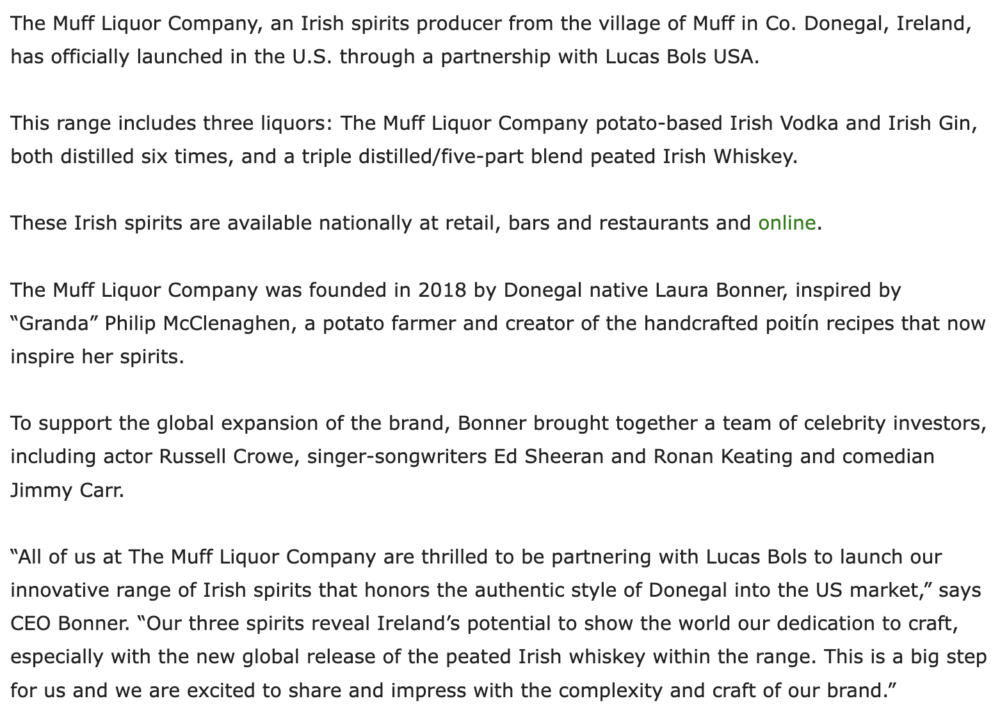 The Muff Liquor Company, an Irish spirits producer from the village of Muff in Co. Donegal, Ireland,
has officially launched in the U.S. through a partnership with Lucas Bols USA.
This range includes three liquors: The Muff Liquor Company potato-based Irish Vodka and Irish Gin,
both distilled six times, and a triple distilled/five-part blend peated Irish Whiskey.
These Irish spirits are available nationally at retail, bars and restaurants and online.
The Muff Liquor Company was founded in 2018 by Donegal native Laura Bonner, inspired by
“Granda” Philip McClenaghen, a potato farmer and creator of the handcrafted poitín recipes that now
inspire her spirits.
To support the global expansion of the brand, Bonner brought together a team of celebrity investors,
including actor Russell Crowe, singer-songwriters Ed Sheeran and Ronan Keating and comedian
Jimmy Carr.
“All of us at The Muff Liquor Company are thrilled to be partnering with Lucas Bols to launch our
innovative range of Irish spirits that honors the authentic style of Donegal into the US market,” says
CEO Bonner. “Our three spirits reveal Ireland’s potential to show the world our dedication to craft,
especially with the new global release of the peated Irish whiskey within the range. This is a big step
for us and we are excited to share and impress with the complexity and craft of our brand.”